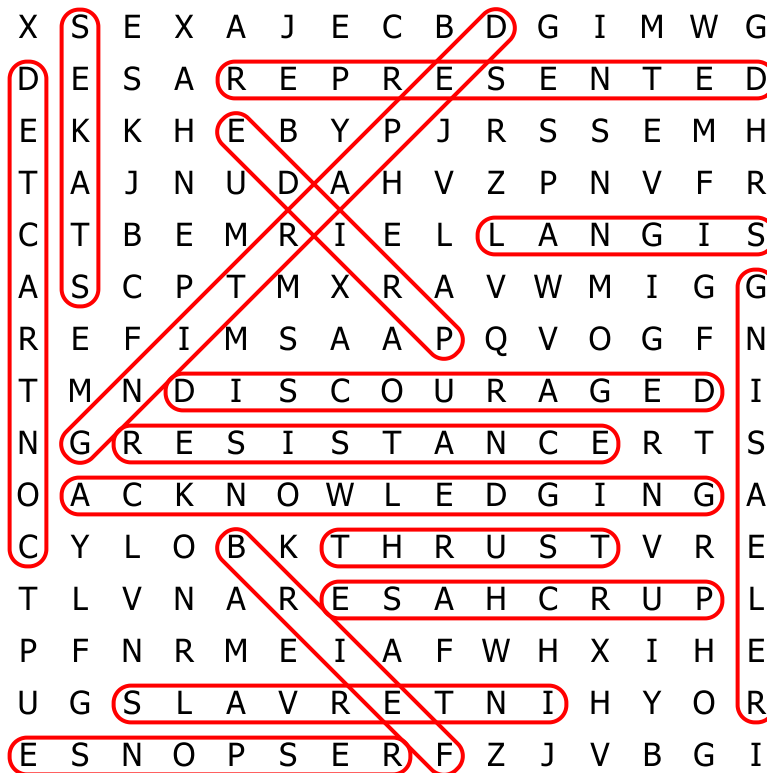 X S E X A J E C B D G I M W G
D E S A R E P R E S E N T E D
E K K H E B Y P J R S S E M H
T A J N U D A H V Z P N V F R
C T B E M R I E L L A N G I S
A S C P T M X R A V W M I G G
R E F I M S A A P Q V O G F N
T M N D I S C O U R A G E D I
N G R E S I S T A N C E R T S
O A C K N O W L E D G I N G A
C Y L O B K T H R U S T V R E
T L V N A R E S A H C R U P L
P F N R M E I A F W H X I H E
U G S L A V R E T N I H Y O R
E S N O P S E R F Z J V B G I